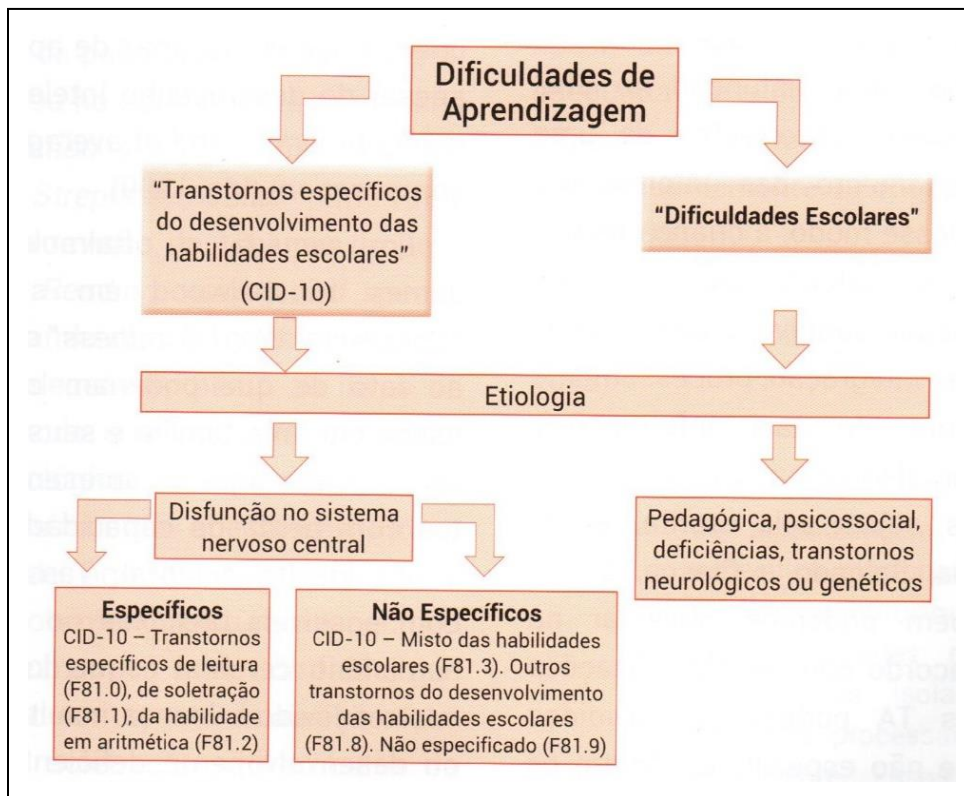 Dificuldades de
Aprendizagem
“Transtornos específicos
do desenvolvimento das
habilidades escolares”
(CID-10)
“Dificuldades Escolares”
Etiologia
Disfunção no sistema
nervoso central
Pedagógica, psicossocial,
deficiências, transtornos
neurológicos ou genéticos
Específicos
CID-10 – Transtornos
específicos de leitura
(F81.0), de soletração
(F81.1), da habilidade
em aritmética (F81.2)
Não Específicos
CID-10 – Misto das habilidades
escolares (F81.3). Outros
transtornos do desenvolvimento
das habilidades escolares
(F81.8). Não especificado (F81.9)